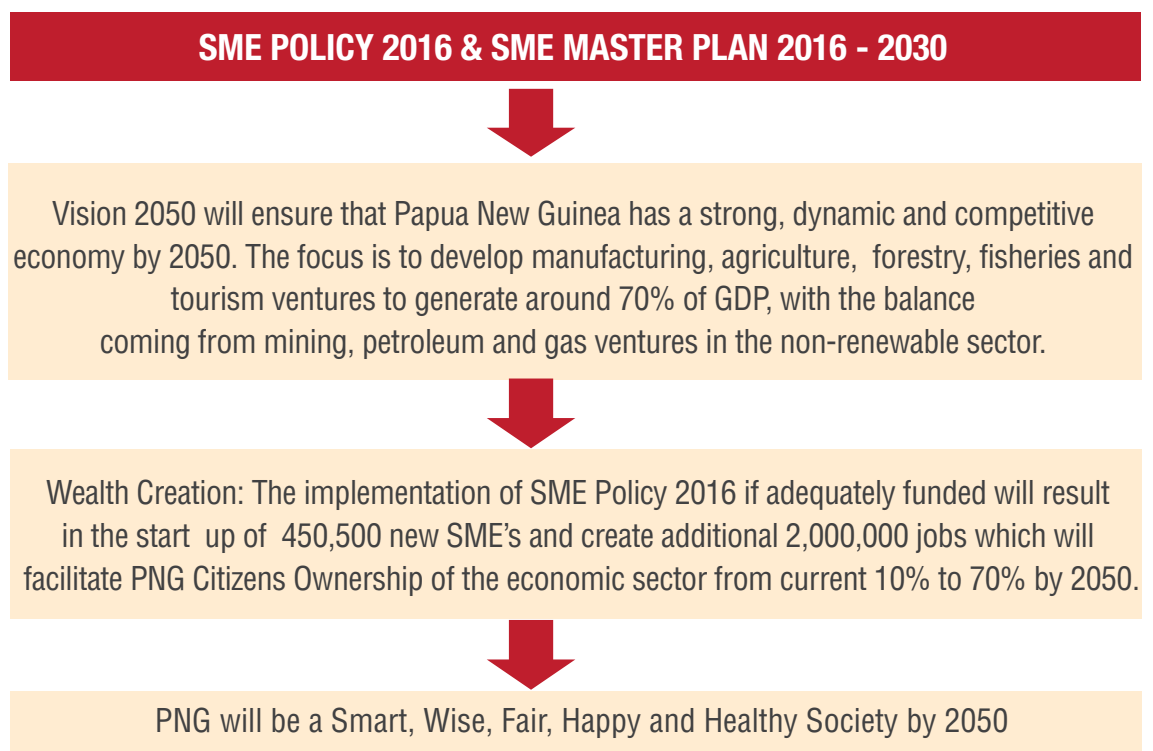 SME POLICY 2016 & SME MASTER PLAN 2016 - 2030
Vision 2050 will ensure that Papua New Guinea has a strong, dynamic and competitive
economy by 2050. The focus is to develop manufacturing, agriculture, forestry, fisheries and
tourism ventures to generate around 70% of GDP, with the balance
coming from mining, petroleum and gas ventures in the non-renewable sector.
Wealth Creation: The implementation of SME Policy 2016 if adequately funded will result
in the start up of 450,500 new SME's and create additional 2,000,000 jobs which will
facilitate PNG Citizens Ownership of the economic sector from current 10% to 70% by 2050.
PNG will be a Smart, Wise, Fair, Happy and Healthy Society by 2050